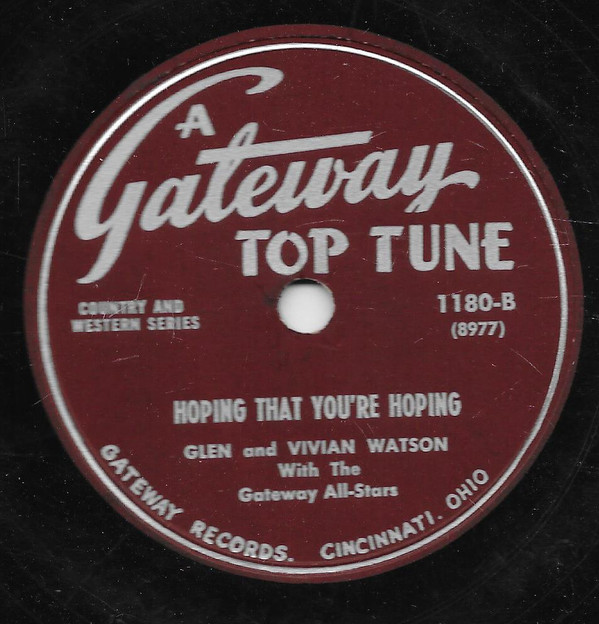 A
Gateway
TOP TUNE
COUNTRY AND
WESTERN SERIES
1180-B
(8977)
HOPING THAT YOU'RE HOPING
GLEN and VIVIAN WATSON
With The
Gateway All-Stars
GATEWAY RECORDS. CINCINNATI. OHIO